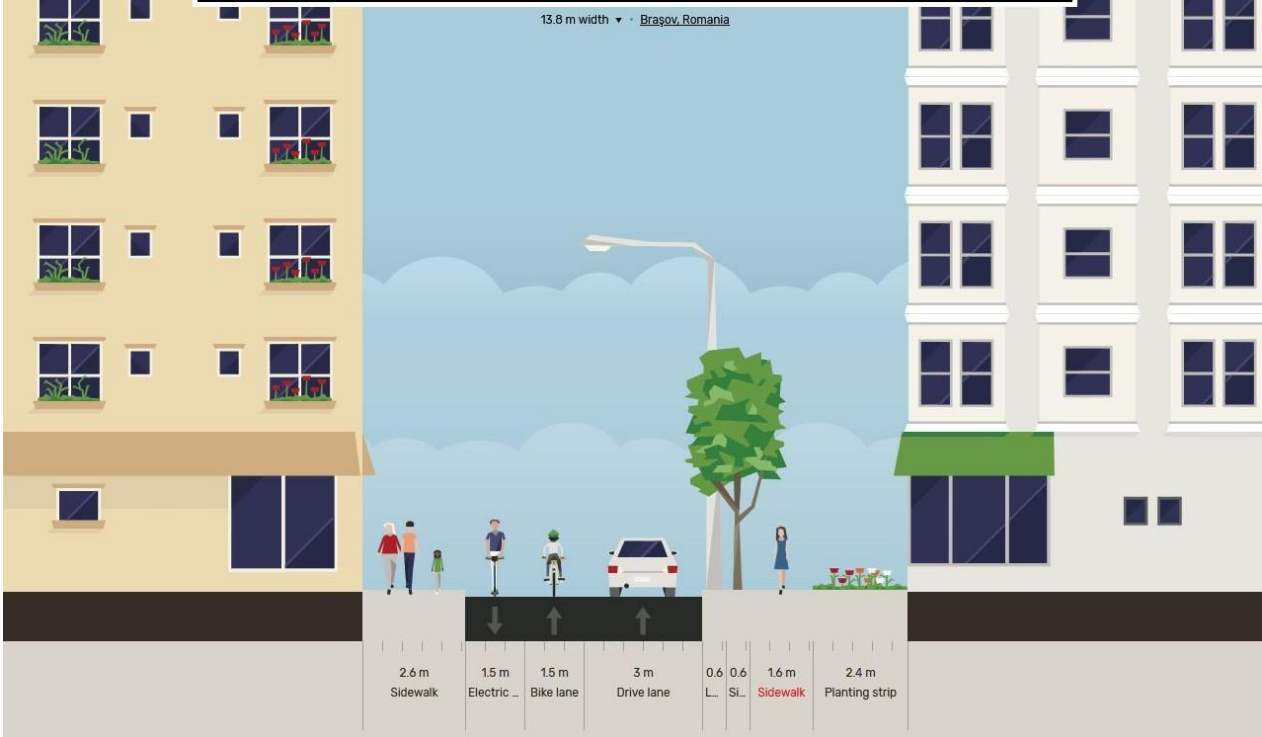 13.8 m width ▾ · Brașov, Romania
2.6 m 1.5 m 1.5 m 3 m 0.6 0.6 1.6 m 2.4 m
Sidewalk Electric ... Bike lane Drive lane L... Si... Sidewalk Planting strip